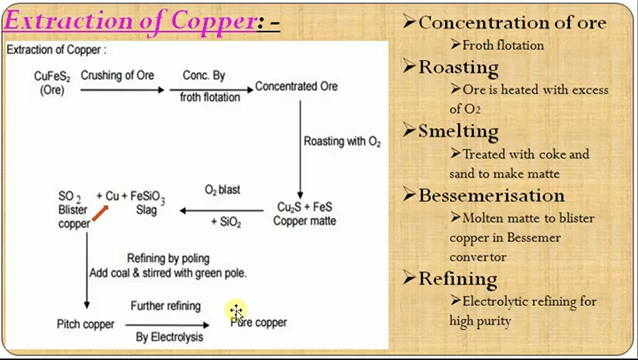 Extraction of Copper: -
Extraction of Copper :
CuFeS2
(Ore)
Crushing of Ore
Conc. By
froth flotation
Concentrated Ore
Roasting with O2
SO2 + Cu + FeSiO3
Blister
copper
Slag
O2 blast
+ SiO2
Cu2S + FeS
Copper matte
Refining by poling
Add coal & stirred with green pole.
Pitch copper
Further refining
By Electrolysis
Pure copper
➢Concentration of ore
➢Froth flotation
➢Roasting
➢Ore is heated with excess
of O2
➢Smelting
➢Treated with coke and
sand to make matte
➢Bessemerisation
➢Molten matte to blister
copper in Bessemer
convertor
➢Refining
➢Electrolytic refining for
high purity